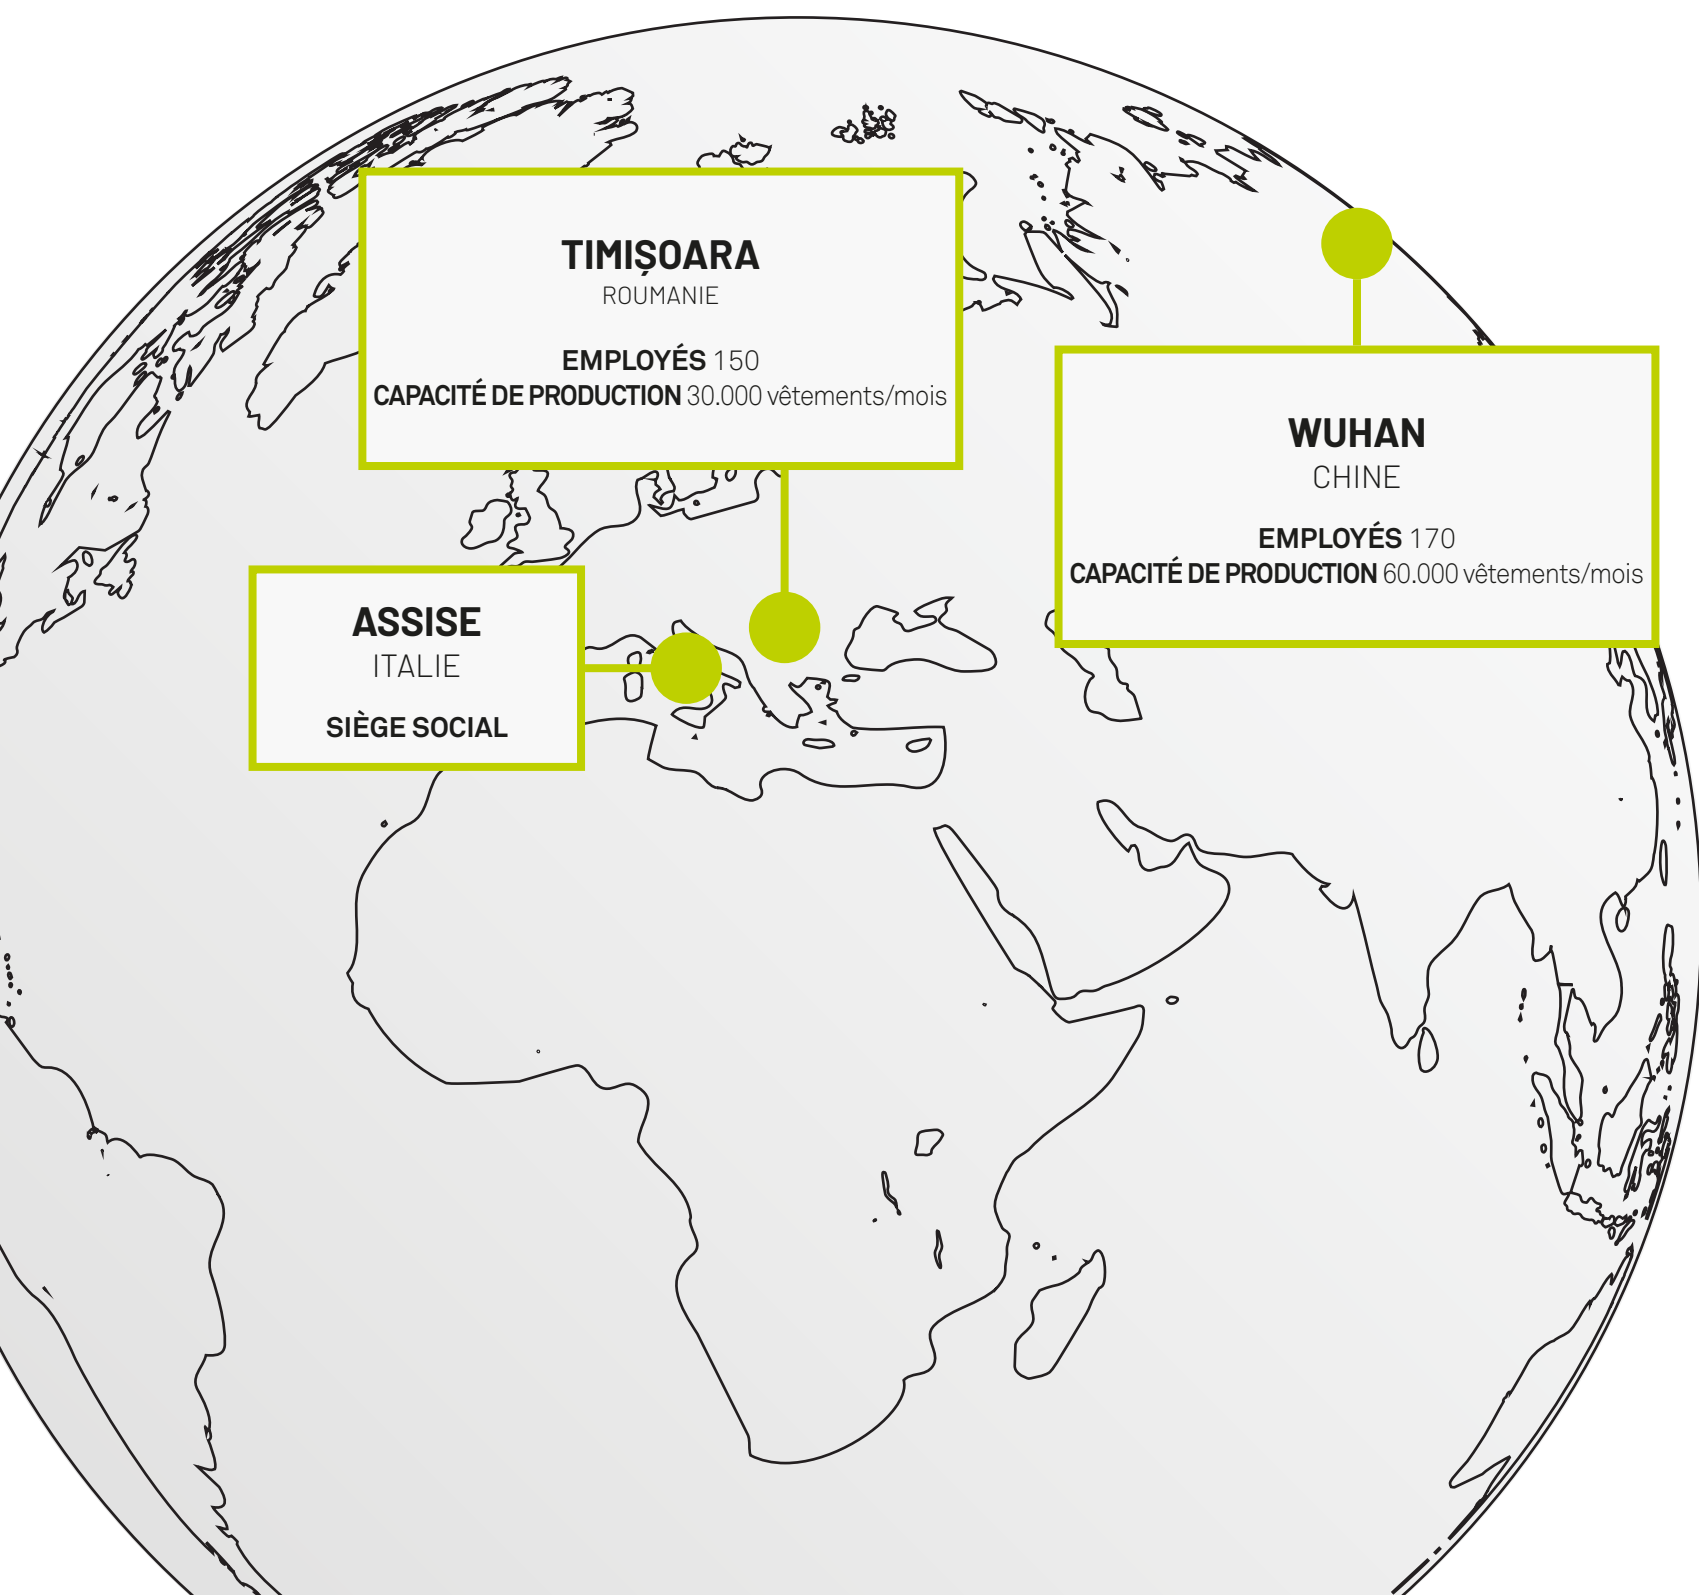 TIMIȘOARA
ROUMANIE
EMPLOYÉS 150
CAPACITÉ DE PRODUCTION 30.000 vêtements/mois
WUHAN
CHINE
EMPLOYÉS 170
CAPACITÉ DE PRODUCTION 60.000 vêtements/mois
ASSISE
ITALIE
SIÈGE SOCIAL